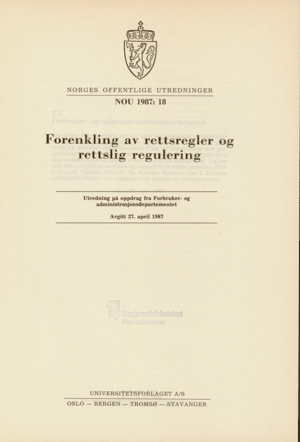 NORGES OFFENTLIGE UTREDNINGER
NOU 1987: 18
Forenkling av rettsregler og
rettslig regulering
Utredning på oppdrag fra Forbruker- og
administrasjonsdepartementet
Avgitt 27. april 1987
Nasjonalbiblioteket
UNIVERSITETSFORLAGET A/S
OSLO — BERGEN — TROMSØ — STAVANGER